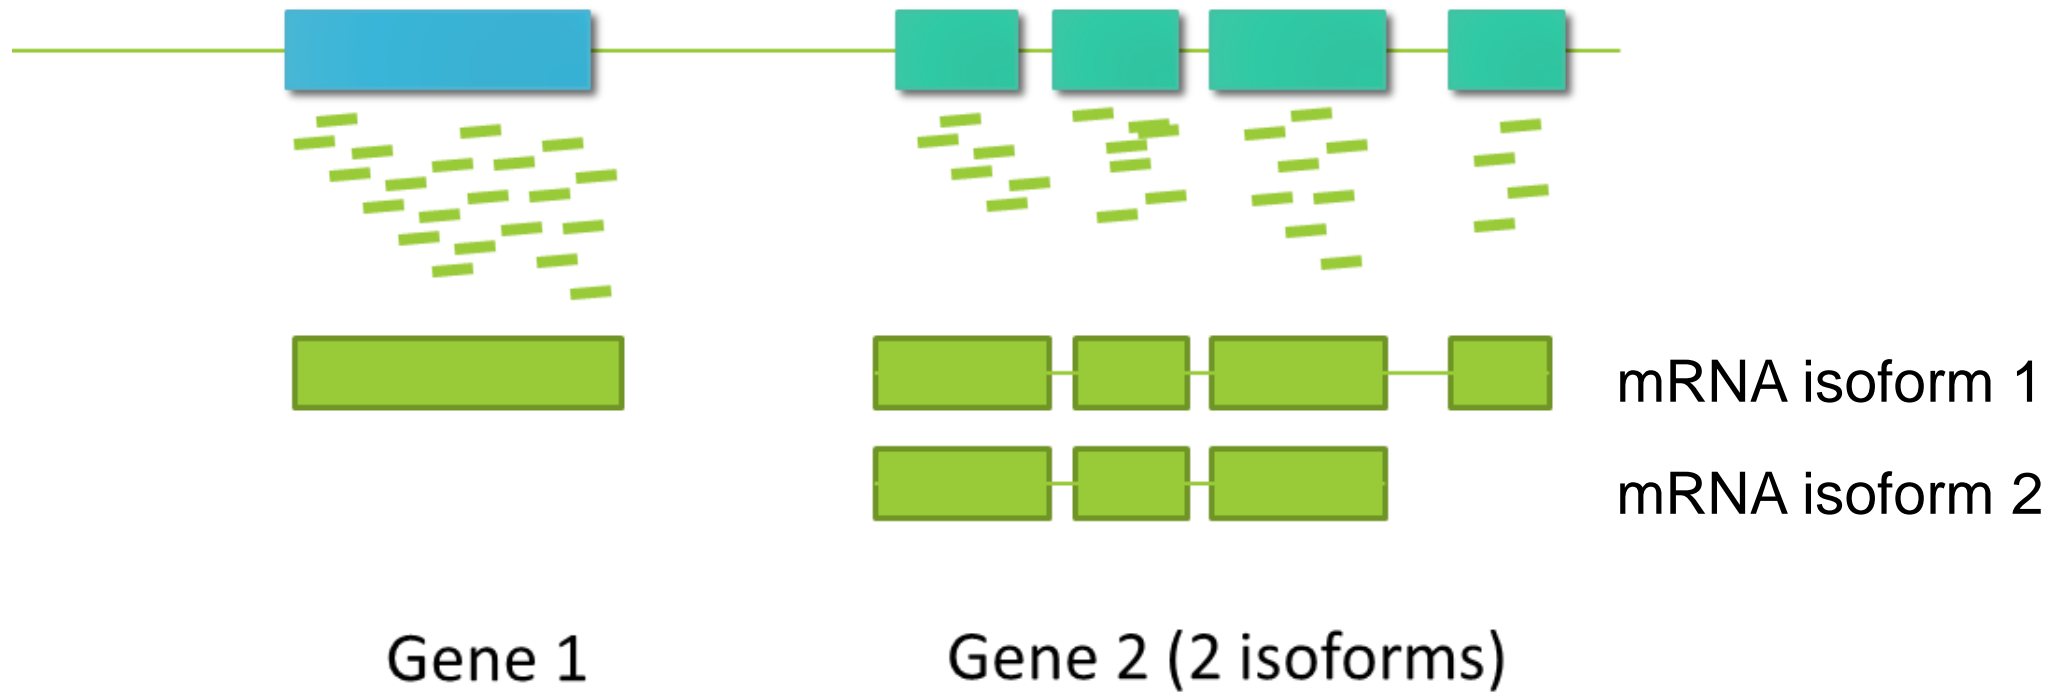 mRNA isoform 1
mRNA isoform 2
Gene 1
Gene 2 (2 isoforms)